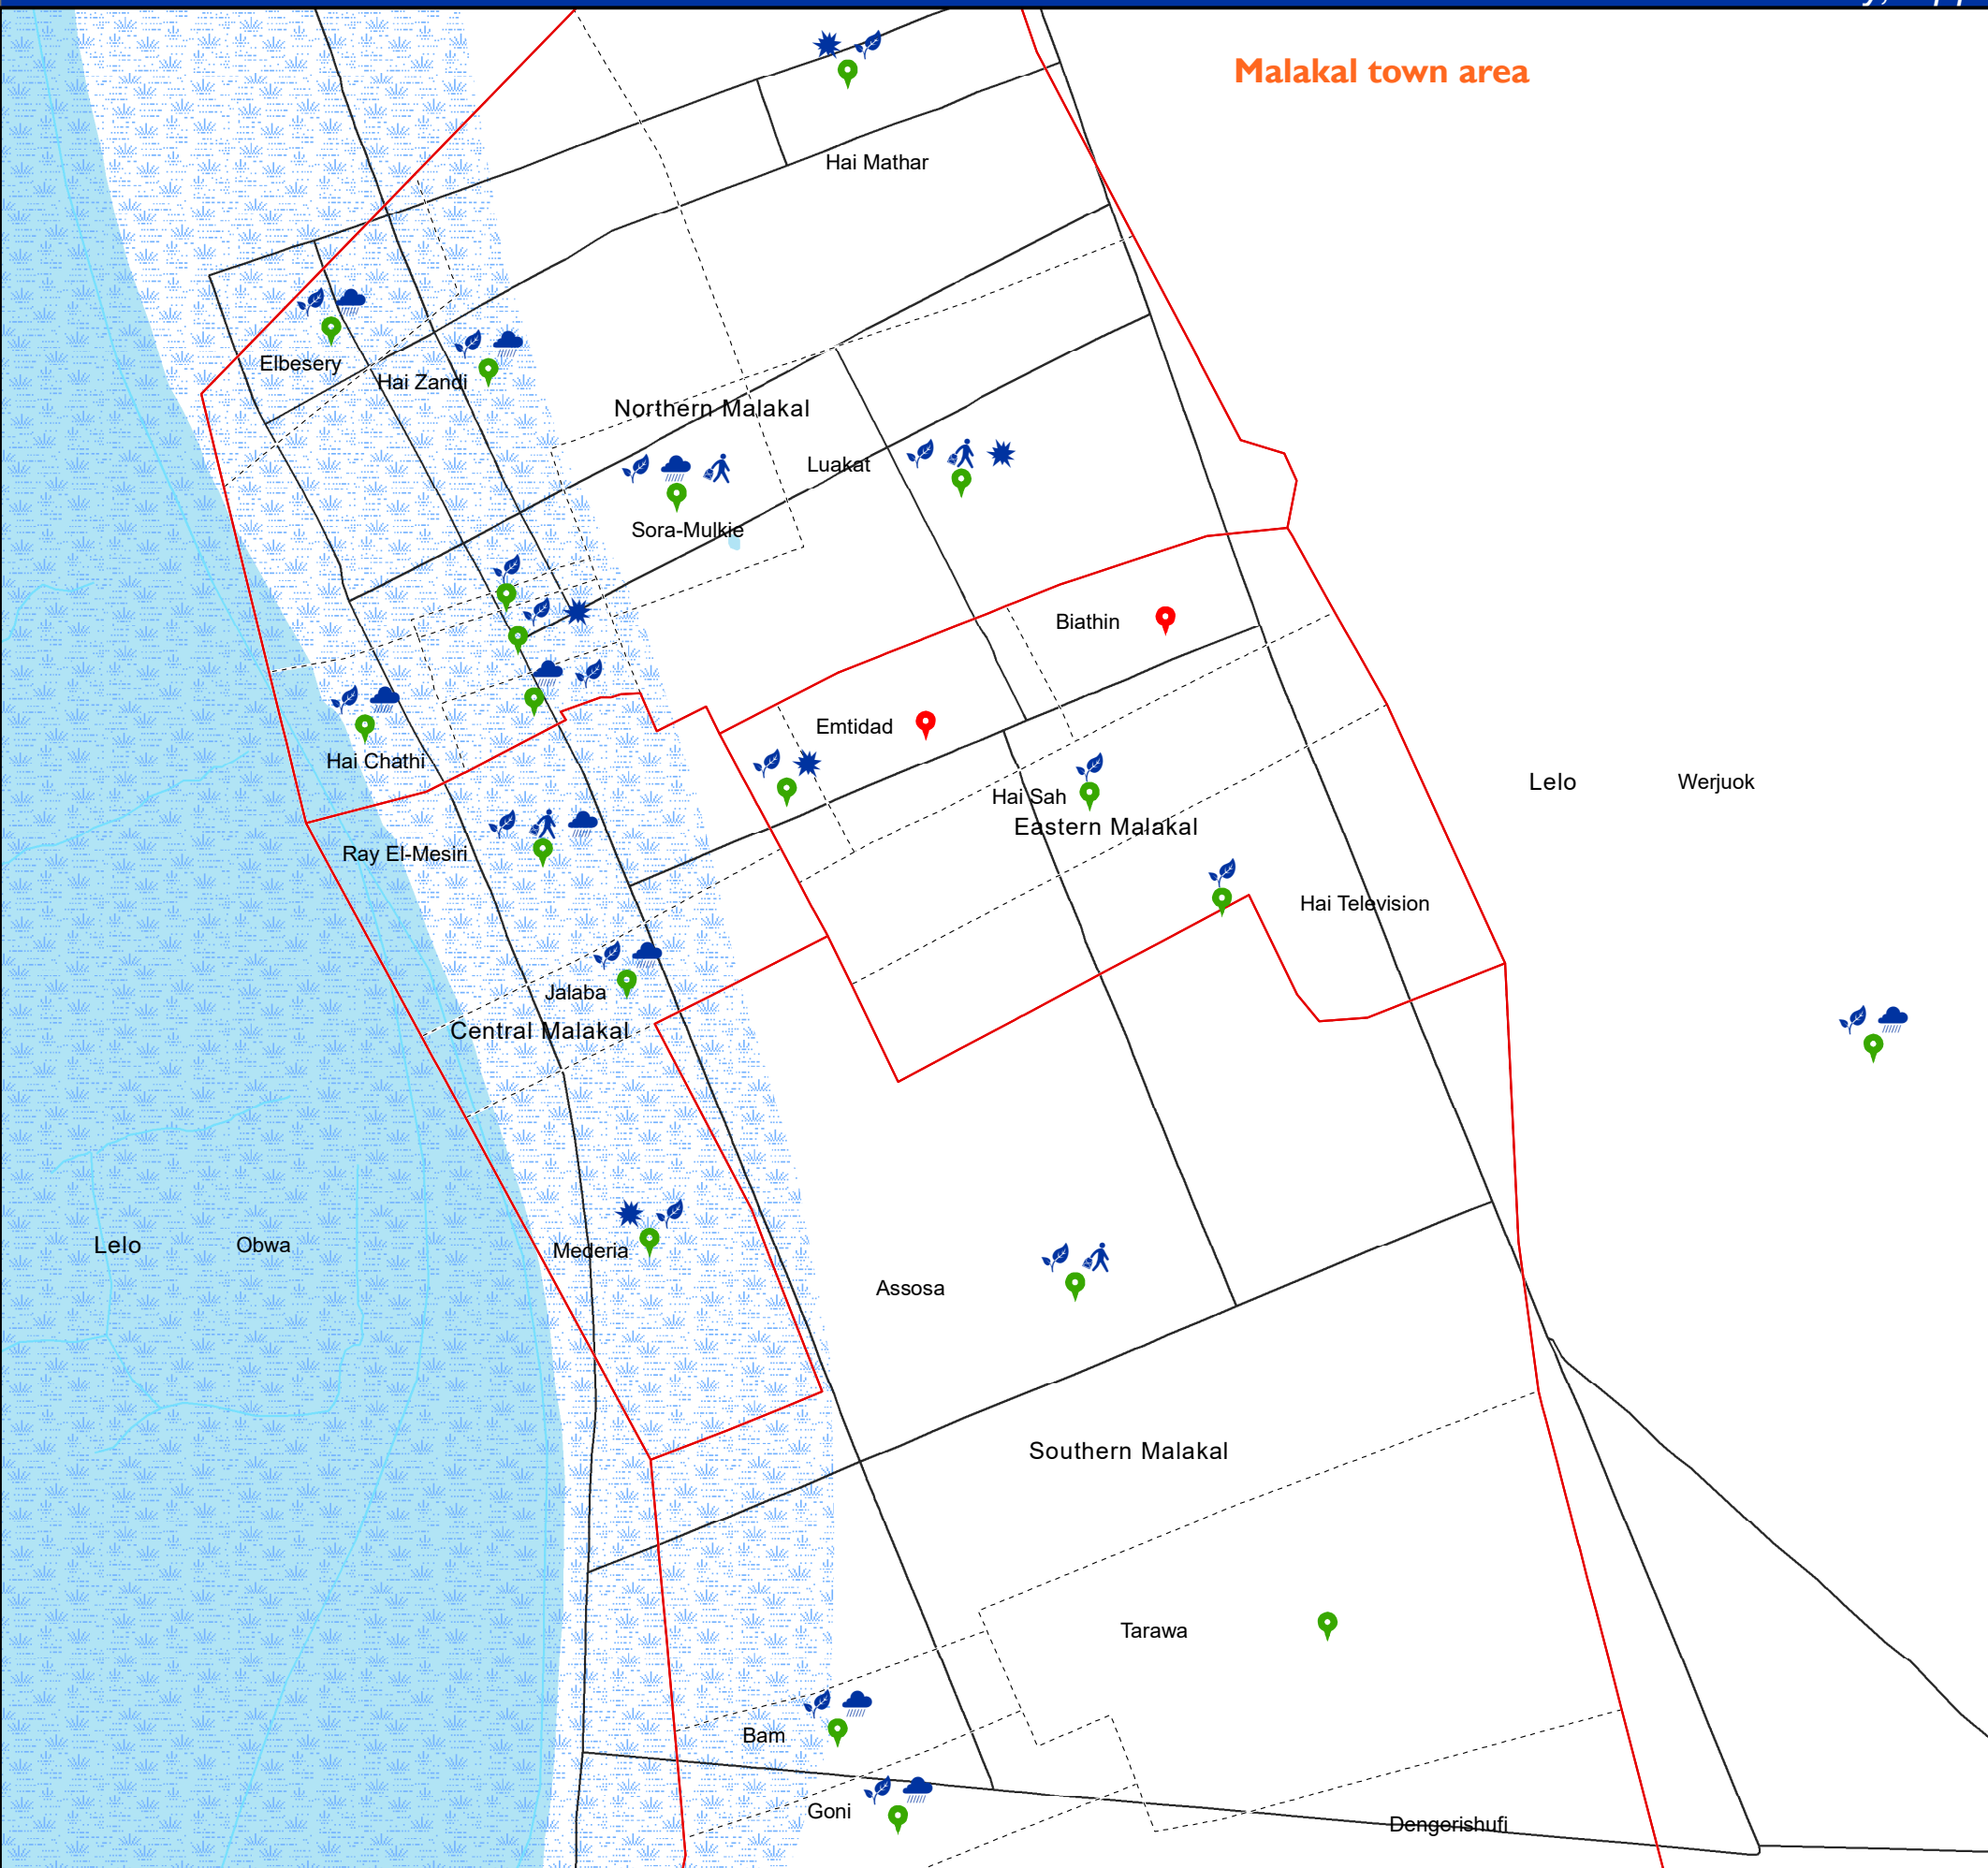 Malakal town area
Hai Mathar
Elbesery
Hai Zandi
Northern Malakal
Luakat
Sora-Mulkie
Biathin
Emtidad
Hai Chathi
Hai Sah
Lelo
Werjuok
Eastern Malakal
Ray El-Mesiri
Hai Television
Jalaba
Central Malakal
Lelo
Obwa
Mederia
Assosa
Southern Malakal
Tarawa
Bam
Goni
Dengerishufi